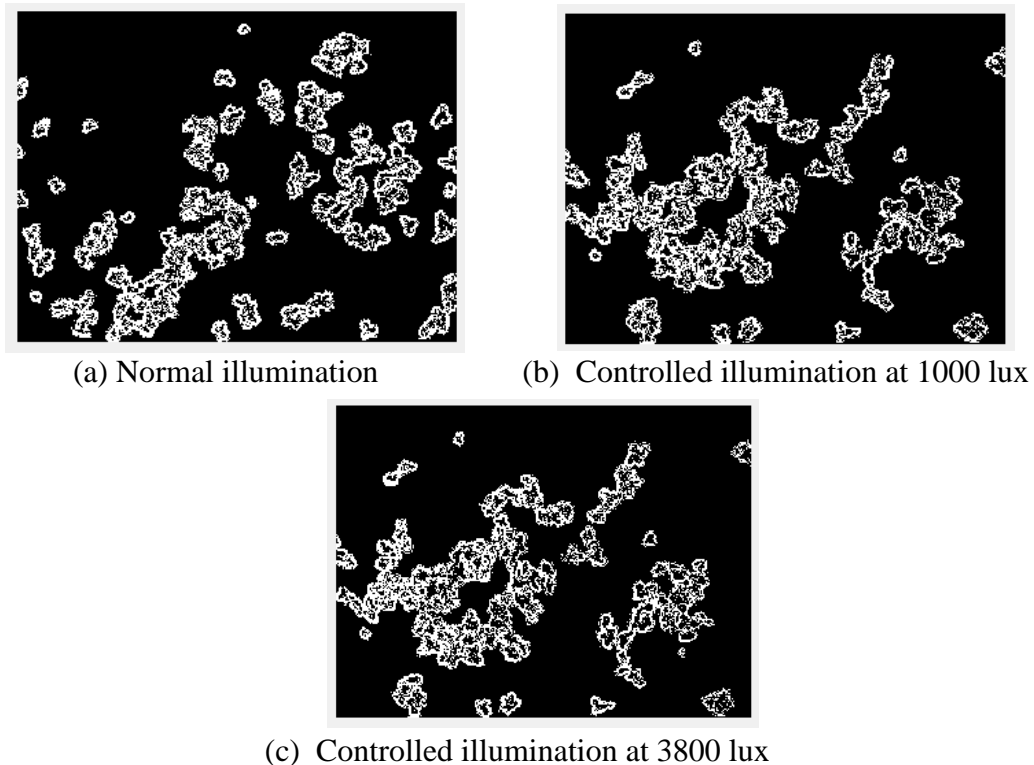 (a) Normal illumination
(b) Controlled illumination at 1000 lux
(c) Controlled illumination at 3800 lux